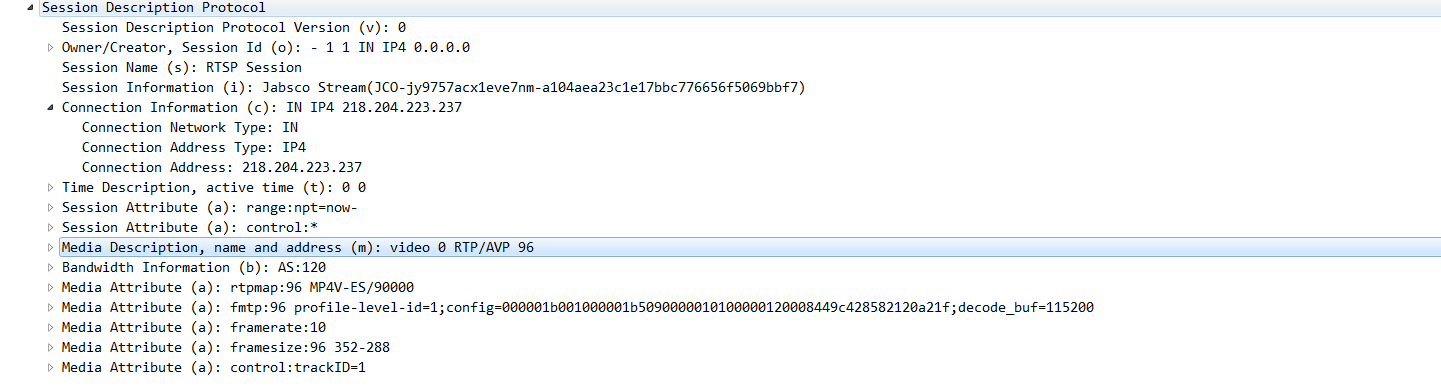 Session Description Protocol
Session Description Protocol Version (v): 0
Owner/Creator, Session Id (o): - 1 1 IN IP4 0.0.0.0
Session Name (s): RTSP Session
Session Information (i): Jabsco Stream(JCO-jy9757acx1eve7nm-a104aea23c1e17bbc776656f5069bbf7)
Connection Information (c): IN IP4 218.204.223.237
Connection Network Type: IN
Connection Address Type: IP4
Connection Address: 218.204.223.237
Time Description, active time (t): 0 0
Session Attribute (a): range:npt=now-
Session Attribute (a): control:*
Media Description, name and address (m): video 0 RTP/AVP 96
Bandwidth Information (b): AS:120
Media Attribute (a): rtpmap:96 MP4V-ES/90000
Media Attribute (a): fmtp:96 profile-level-id=1;config=000001b001000001b5090000010100000120008449c428582120a21f;decode_buf=115200
Media Attribute (a): framerate:10
Media Attribute (a): framesize:96 352-288
Media Attribute (a): control:trackID=1